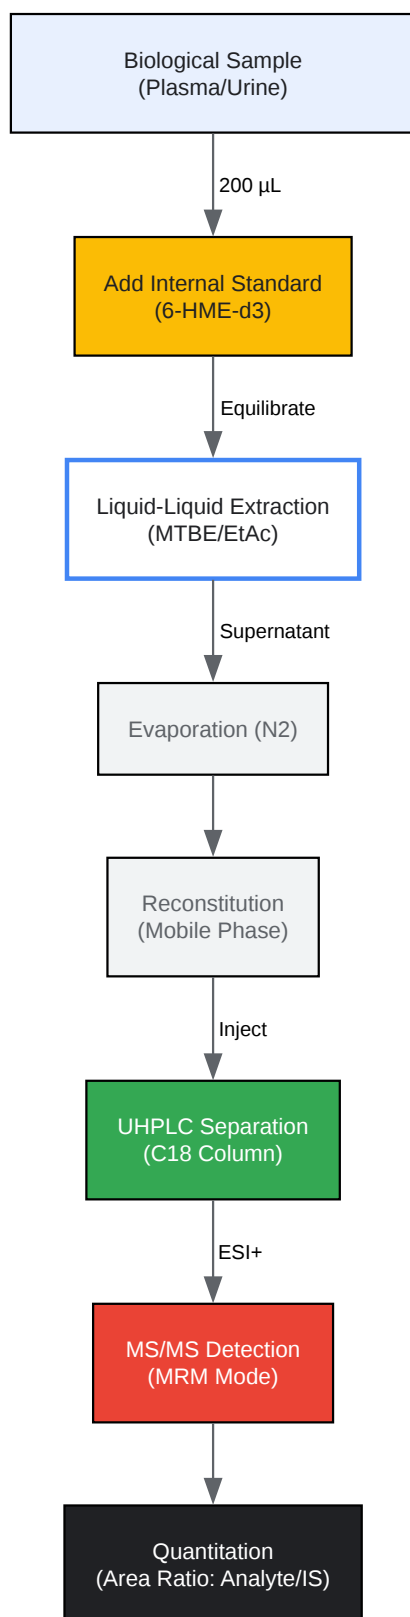 Biological Sample
(Plasma/Urine)
200 µL
Add Internal Standard
(6-HME-d3)
Equilibrate
Liquid-Liquid Extraction
(MTBE/EtAc)
Supernatant
Evaporation (N2)
Reconstitution
(Mobile Phase)
Inject
UHPLC Separation
(C18 Column)
ESI+
MS/MS Detection
(MRM Mode)
Quantitation
(Area Ratio: Analyte/IS)